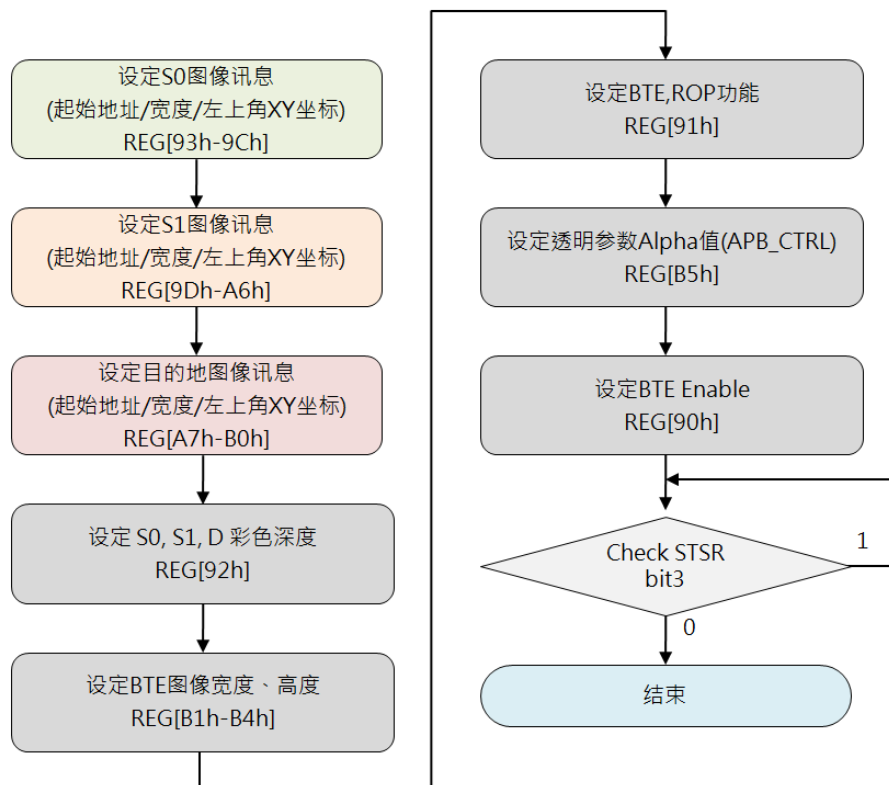 设定S0图像讯息
(起始地址/宽度/左上角XY坐标)
REG[93h-9Ch]
设定S1图像讯息
(起始地址/宽度/左上角XY坐标)
REG[9Dh-A6h]
设定目的地图像讯息
(起始地址/宽度/左上角XY坐标)
REG[A7h-B0h]
设定 S0, S1, D 彩色深度
REG[92h]
设定BTE图像宽度、高度
REG[B1h-B4h]
设定BTE,ROP功能
REG[91h]
设定透明参数Alpha值(APB_CTRL)
REG[B5h]
设定BTE Enable
REG[90h]
Check STSR
bit3
1
0
结束